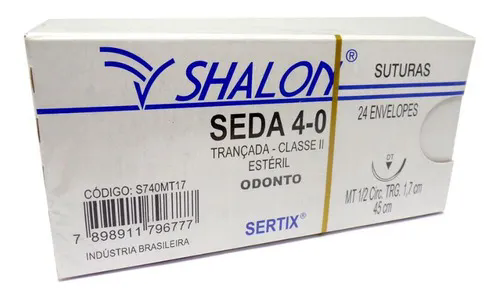 SHALON®
SUTURAS
SEDA 4-0
24 ENVELOPES
TRANÇADA - CLASSE II
ESTÉRIL
ODONTO
DT
MT 1/2 Circ. TRG. 1,7 cm
45 cm
CÓDIGO: S740MT17
7 898911 796777
SERTIX®
INDÚSTRIA BRASILEIRA